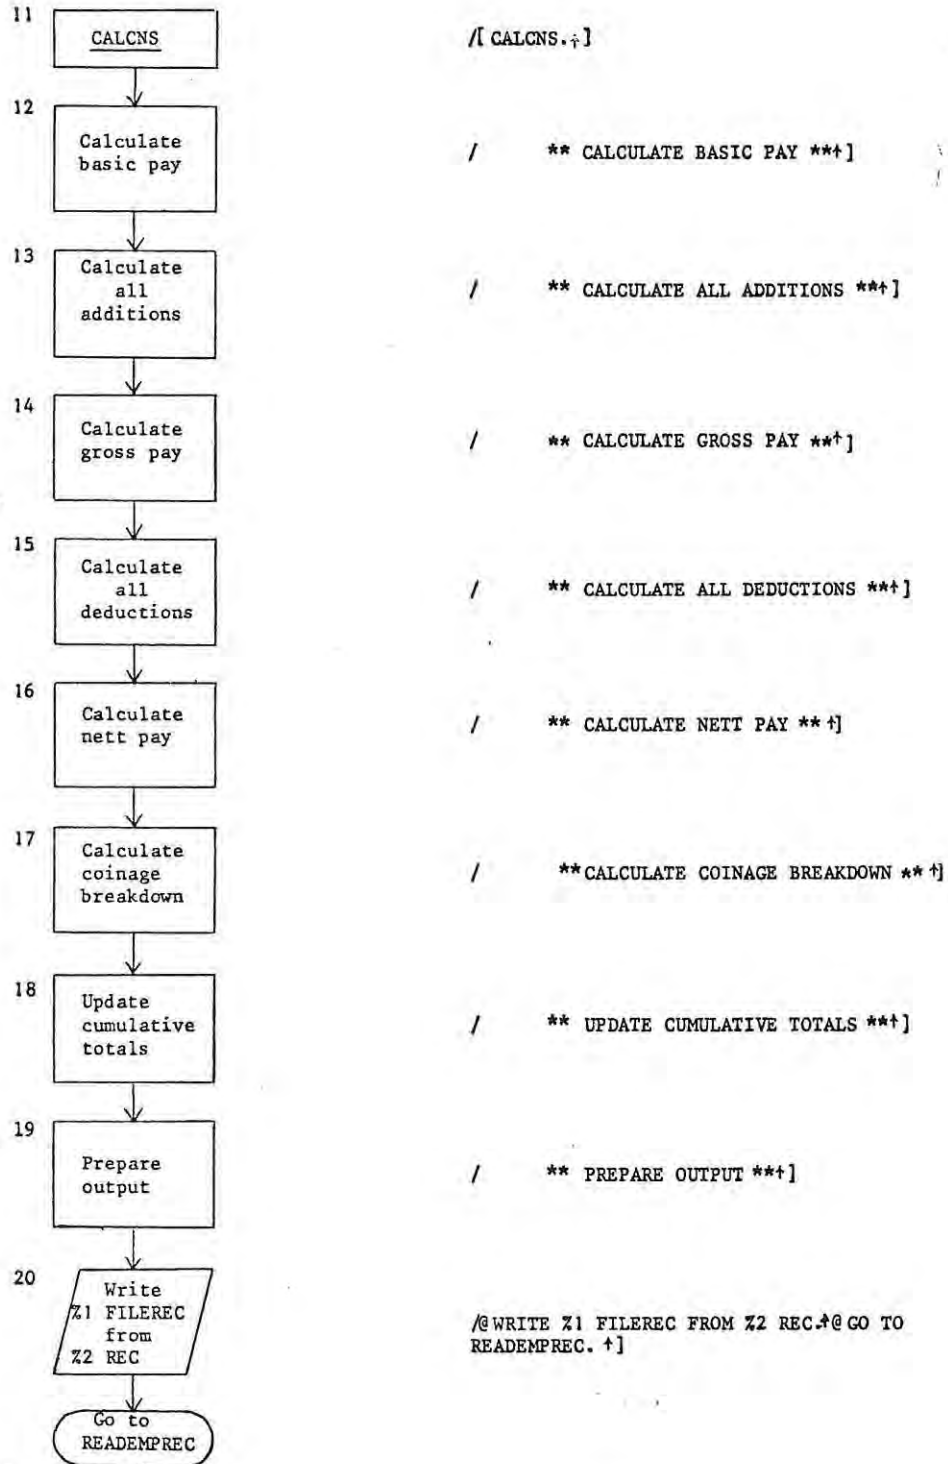 11
CALCNS
/[ CALCNS.↑ ]
12
Calculate
basic pay
/ ** CALCULATE BASIC PAY **↑ ]
13
Calculate
all
additions
/ ** CALCULATE ALL ADDITIONS **↑ ]
14
Calculate
gross pay
/ ** CALCULATE GROSS PAY **↑ ]
15
Calculate
all
deductions
/ ** CALCULATE ALL DEDUCTIONS **↑ ]
16
Calculate
nett pay
/ ** CALCULATE NETT PAY ** ↑]
17
Calculate
coinage
breakdown
/ **CALCULATE COINAGE BREAKDOWN ** ↑]
18
Update
cumulative
totals
/ ** UPDATE CUMULATIVE TOTALS **↑ ]
19
Prepare
output
/ ** PREPARE OUTPUT **↑ ]
20
Write
%1 FILEREC
from
%2 REC
/@ WRITE %1 FILEREC FROM %2 REC.↑@ GO TO
READEMPREC. ↑ ]
Go to
READEMPREC